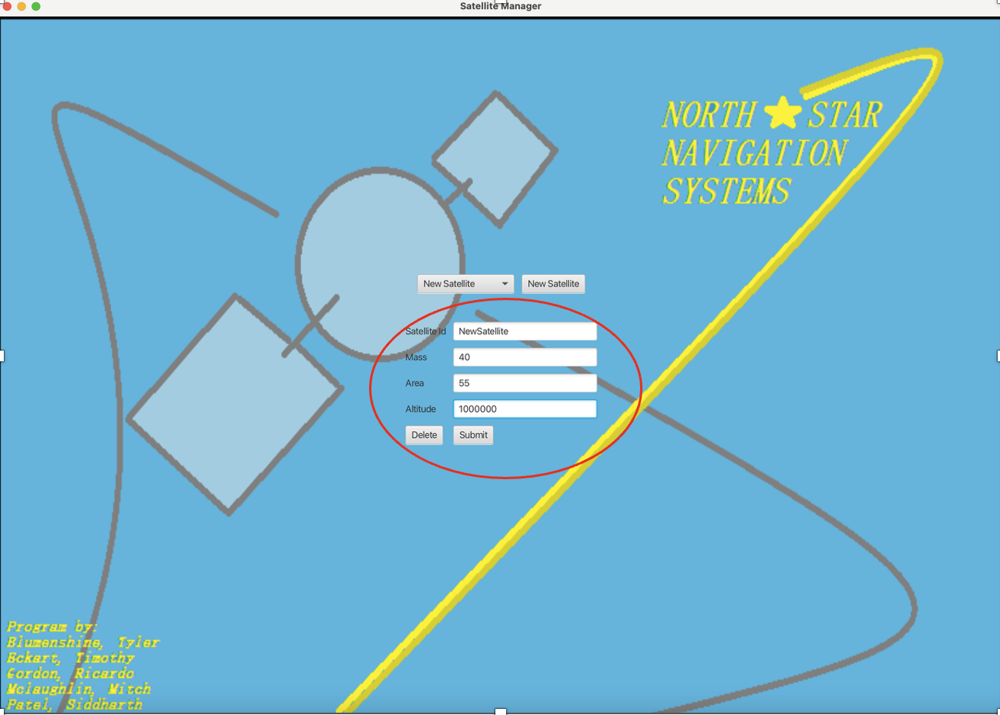 Satellite Manager
NORTH STAR
NAVIGATION
SYSTEMS
New Satellite New Satellite
Satellite Id NewSatellite
Mass 40
Area 55
Altitude 1000000
Delete Submit
Program by:
Blumenshine, Tyler
Eckart, Timothy
Gordon, Ricardo
Mclaughlin, Mitch
Patel, Siddharth